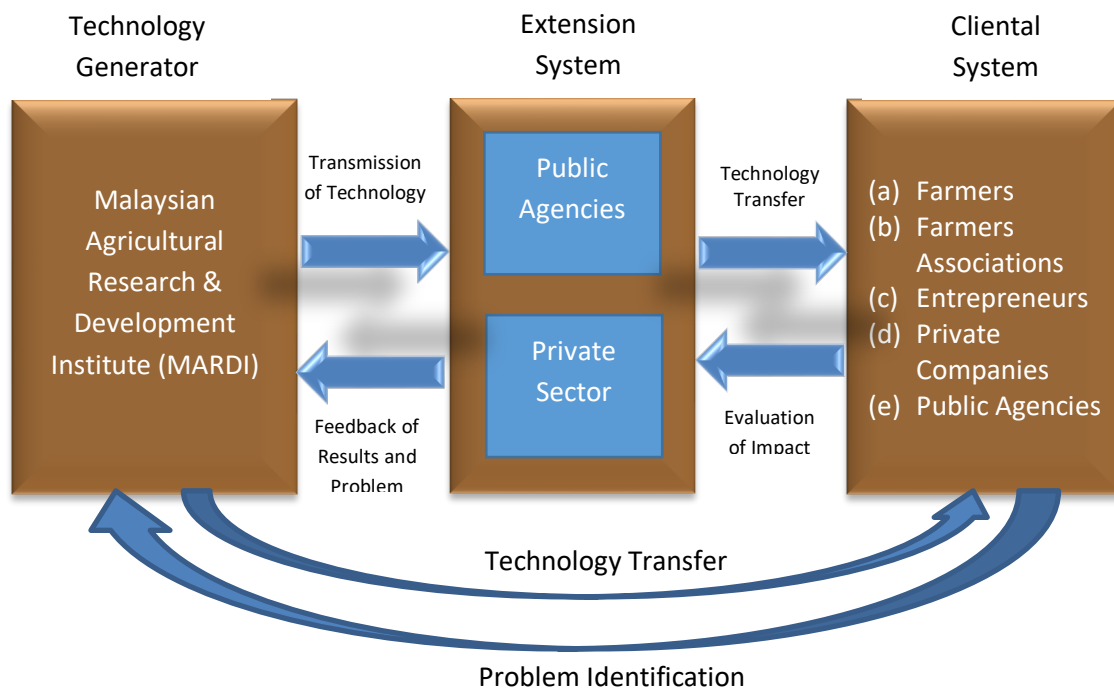 Technology
Generator
Extension
System
Cliental
System
Malaysian
Agricultural
Research &
Development
Institute (MARDI)
Transmission
of Technology
Feedback of
Results and
Problem
Public
Agencies
Private
Sector
Technology
Transfer
Evaluation
of Impact
(a) Farmers
(b) Farmers
Associations
(c) Entrepreneurs
(d) Private
Companies
(e) Public Agencies
Technology Transfer
Problem Identification